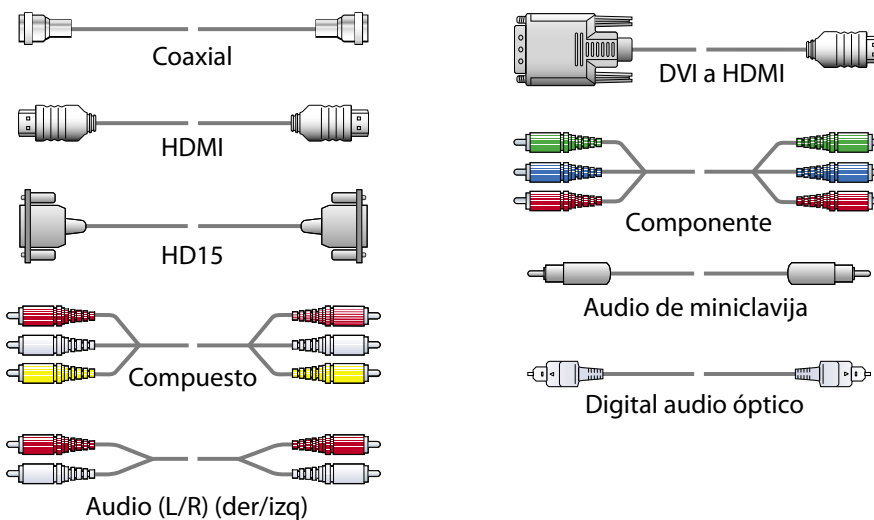 Coaxial
HDMI
HD15
Compuesto
Audio (L/R) (der/izq)
DVI a HDMI
Componente
Audio de miniclavija
Digital audio óptico